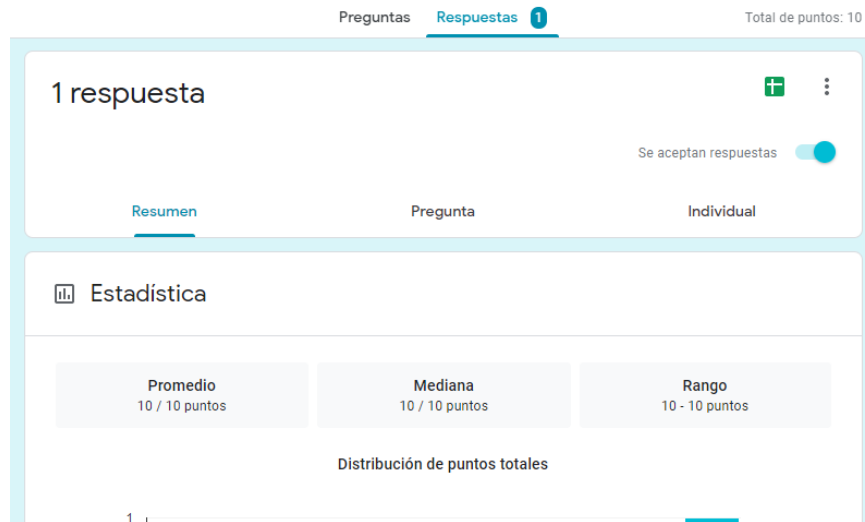 Preguntas Respuestas 1 Total de puntos: 10
1 respuesta
Se aceptan respuestas
Resumen Pregunta Individual
Estadística
Promedio Mediana Rango
10 / 10 puntos 10 / 10 puntos 10 - 10 puntos
Distribución de puntos totales
1